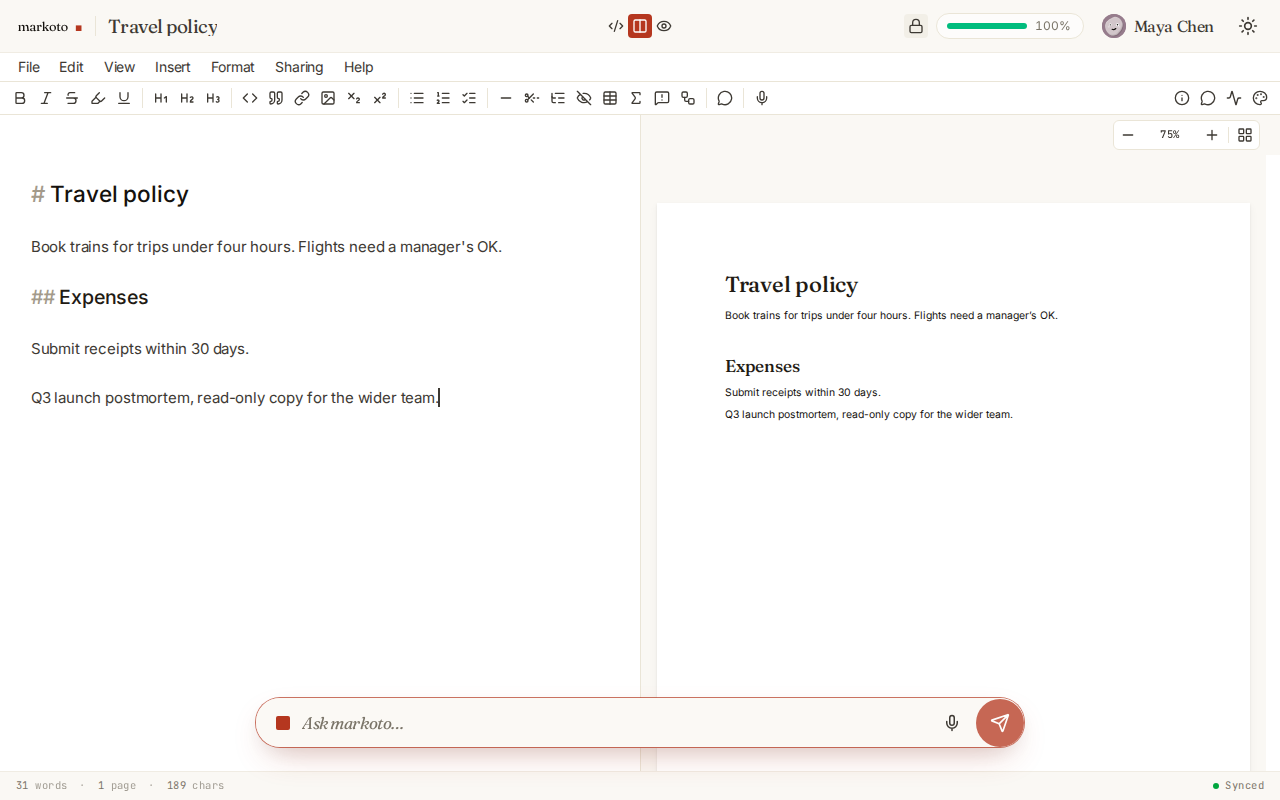 markoto
Travel policy
100%
Maya Chen
File Edit View Insert Format Sharing Help
H1 H2 H3
75%
# Travel policy
Book trains for trips under four hours. Flights need a manager's OK.
## Expenses
Submit receipts within 30 days.
Q3 launch postmortem, read-only copy for the wider team.
Travel policy
Book trains for trips under four hours. Flights need a manager’s OK.
Expenses
Submit receipts within 30 days.
Q3 launch postmortem, read-only copy for the wider team.
Ask markoto...
31 words · 1 page · 189 chars
Synced